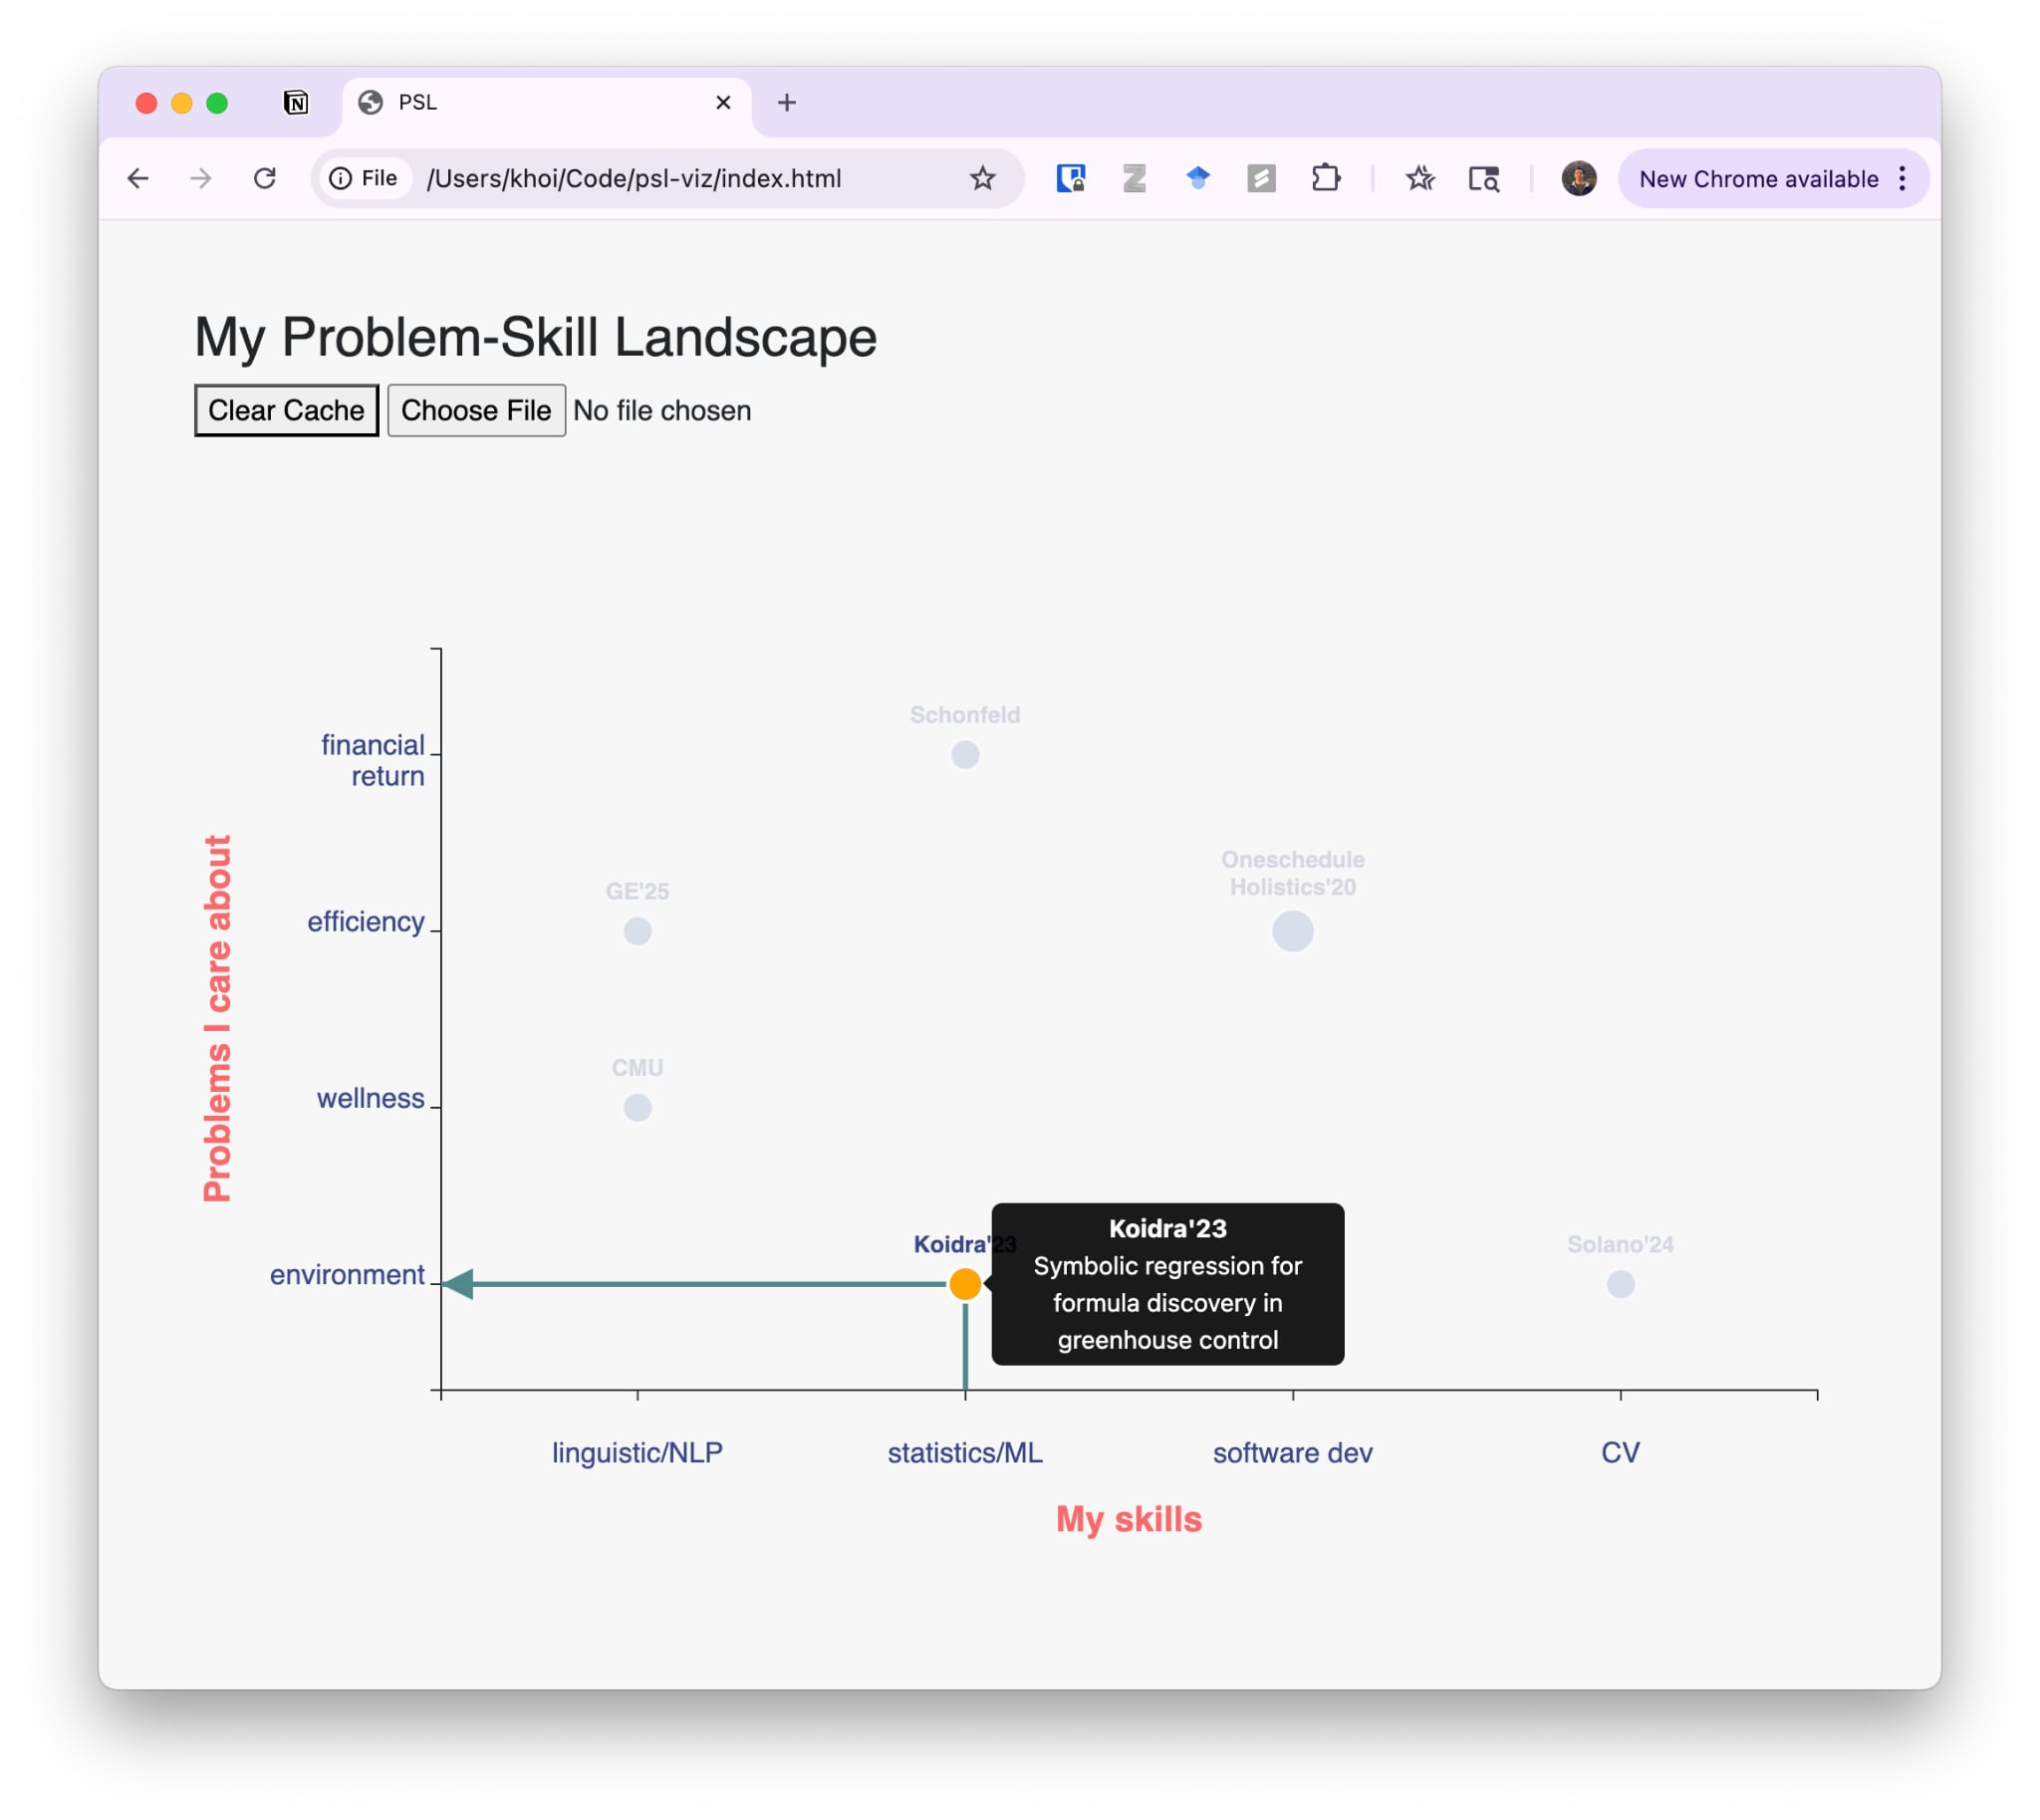 PSL
File
/Users/khoi/Code/psl-viz/index.html
New Chrome available
My Problem-Skill Landscape
Clear Cache
Choose File
No file chosen
Problems I care about
financial
return
efficiency
wellness
environment
Schonfeld
GE'25
Oneschedule
Holistics'20
CMU
Koidra'23
Koidra'23
Symbolic regression for
formula discovery in
greenhouse control
Solano'24
linguistic/NLP
statistics/ML
software dev
CV
My skills